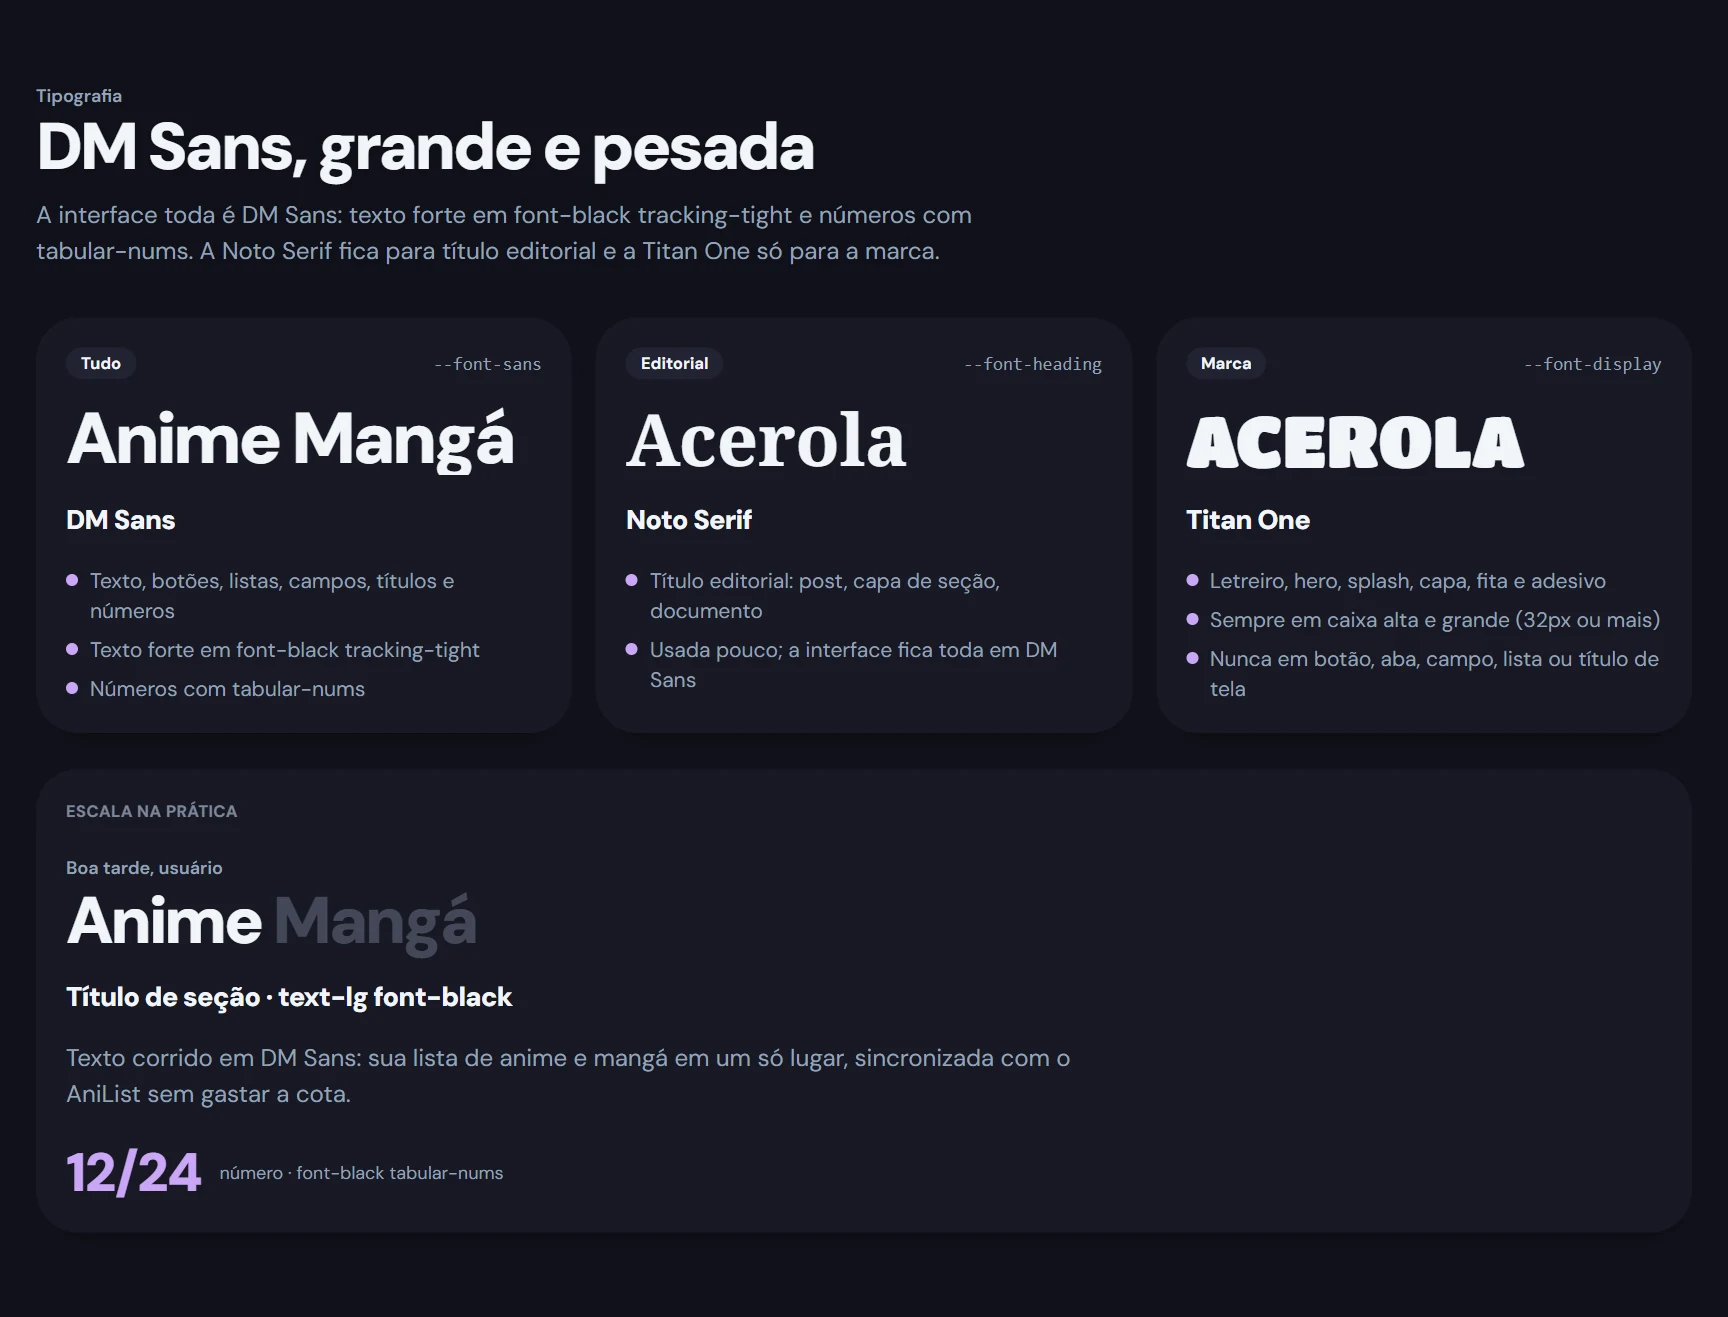 Tipografia
DM Sans, grande e pesada
A interface toda é DM Sans: texto forte em font-black tracking-tight e números com
tabular-nums. A Noto Serif fica para título editorial e a Titan One só para a marca.
Tudo
--font-sans
Anime Mangá
DM Sans
Texto, botões, listas, campos, títulos e
números
Texto forte em font-black tracking-tight
Números com tabular-nums
Editorial
--font-heading
Acerola
Noto Serif
Título editorial: post, capa de seção,
documento
Usada pouco; a interface fica toda em DM
Sans
Marca
--font-display
ACEROLA
Titan One
Letreiro, hero, splash, capa, fita e adesivo
Sempre em caixa alta e grande (32px ou mais)
Nunca em botão, aba, campo, lista ou título de
tela
ESCALA NA PRÁTICA
Boa tarde, usuário
Anime Mangá
Título de seção · text-lg font-black
Texto corrido em DM Sans: sua lista de anime e mangá em um só lugar, sincronizada com o
AniList sem gastar a cota.
12/24 número · font-black tabular-nums